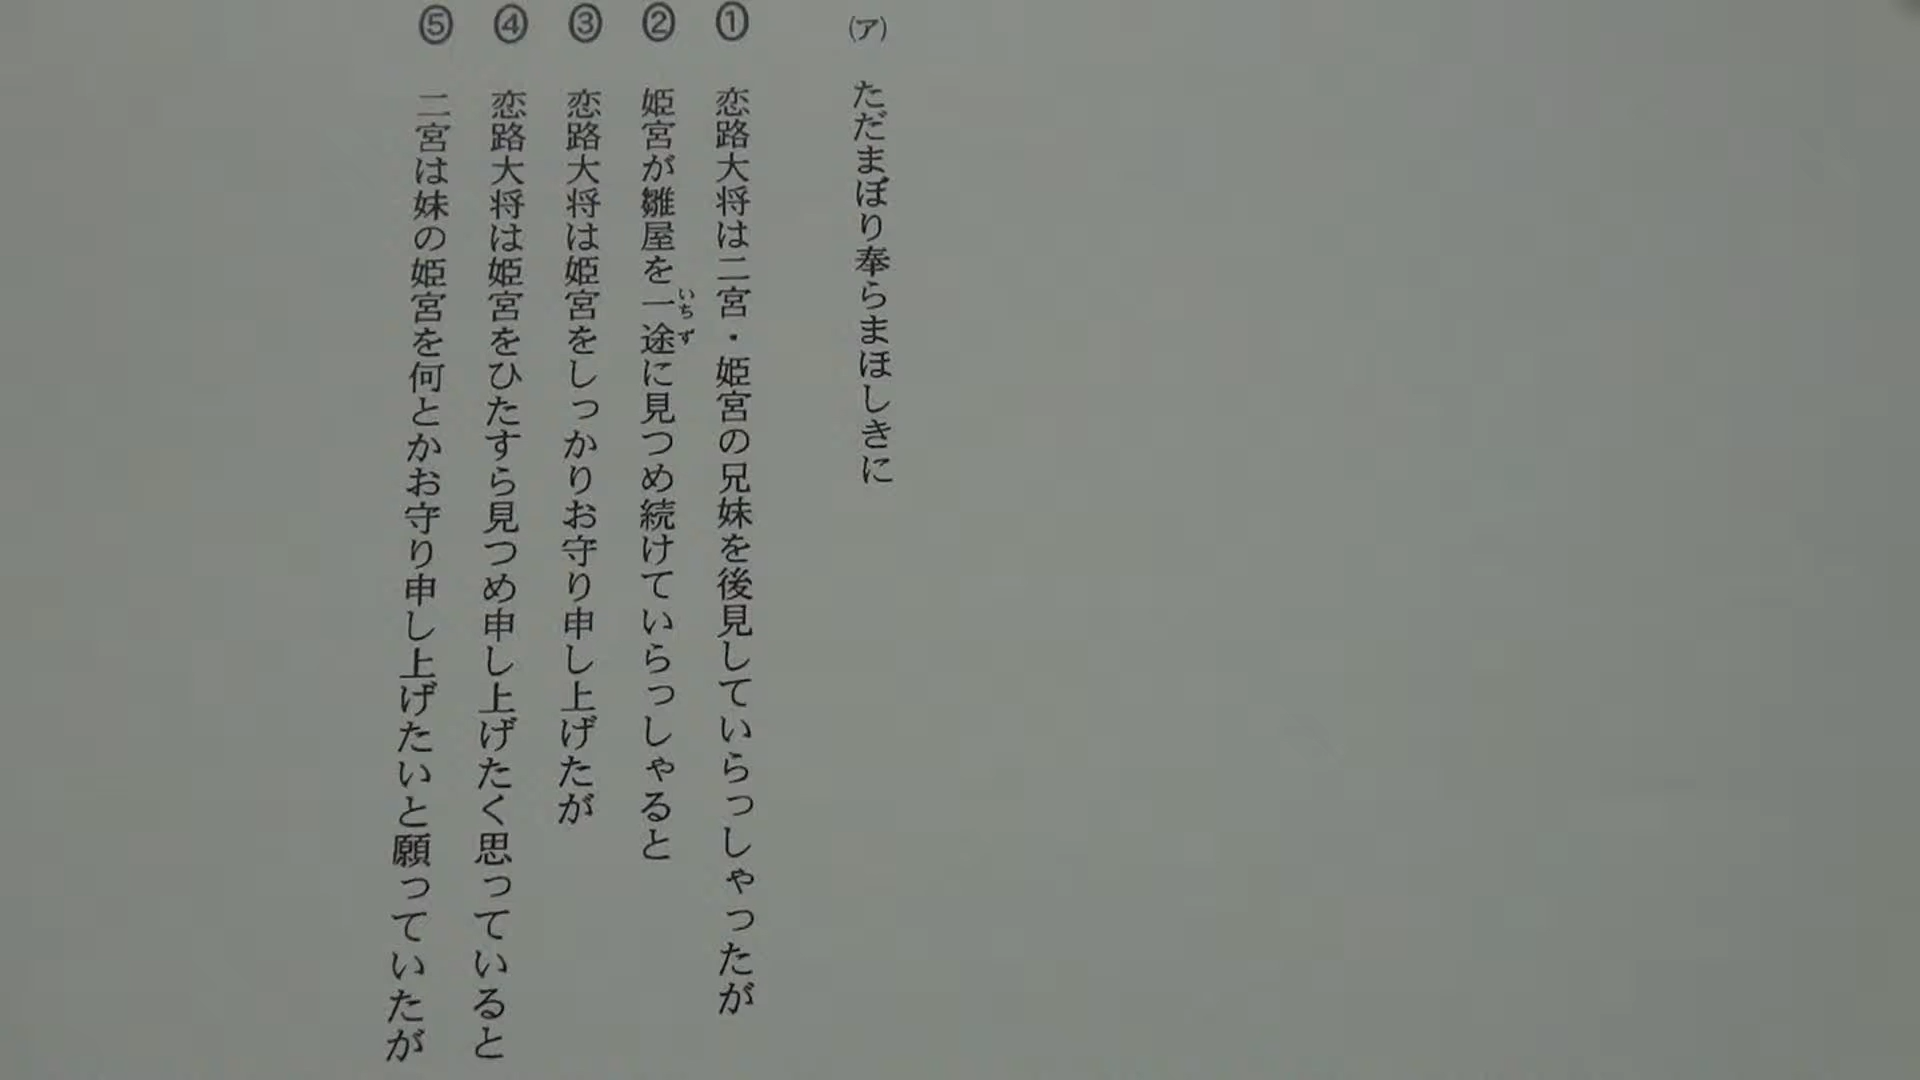 (ア) ただまぼり奉らまほしきに
① 恋路大将は二宮・姫宮の兄妹を後見していらっしゃったが
② 姫宮が雛屋を一途に見つめ続けていらっしゃると
いちず
③ 恋路大将は姫宮をしっかりお守り申し上げたが
④ 恋路大将は姫宮をひたすら見つめ申し上げたく思っていると
⑤ 二宮は妹の姫宮を何とかお守り申し上げたいと願っていたが